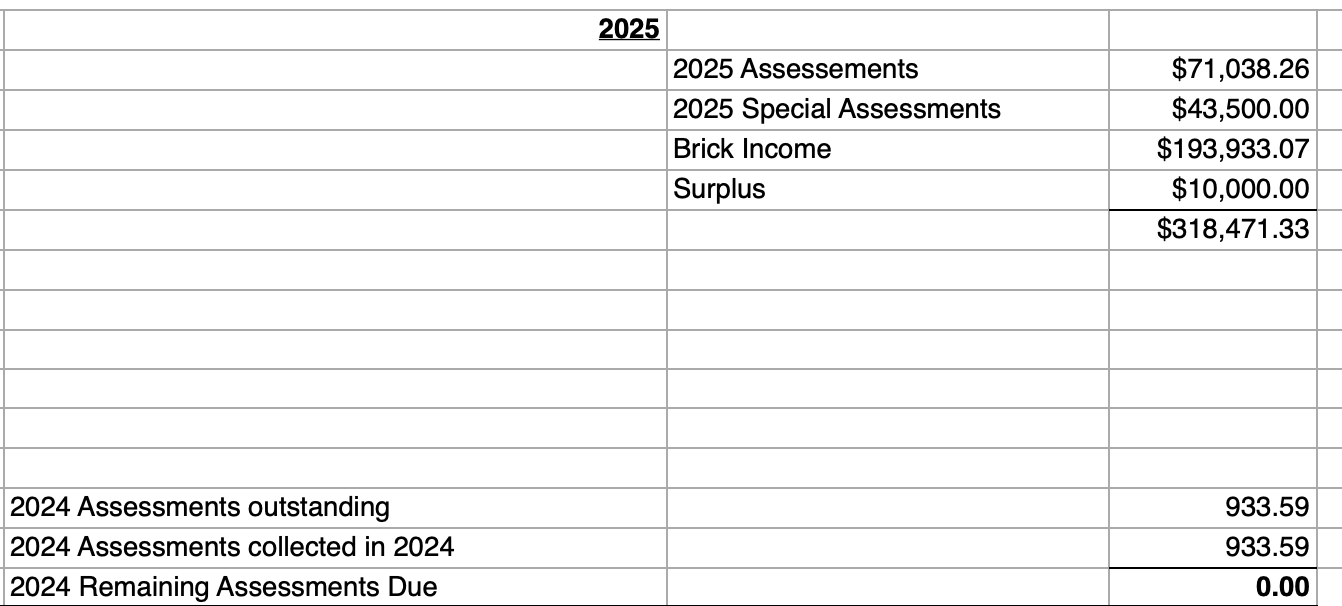 2025
2025 Assessements $71,038.26
2025 Special Assessments $43,500.00
Brick Income $193,933.07
Surplus $10,000.00
$318,471.33
2024 Assessments outstanding 933.59
2024 Assessments collected in 2024 933.59
2024 Remaining Assessments Due 0.00